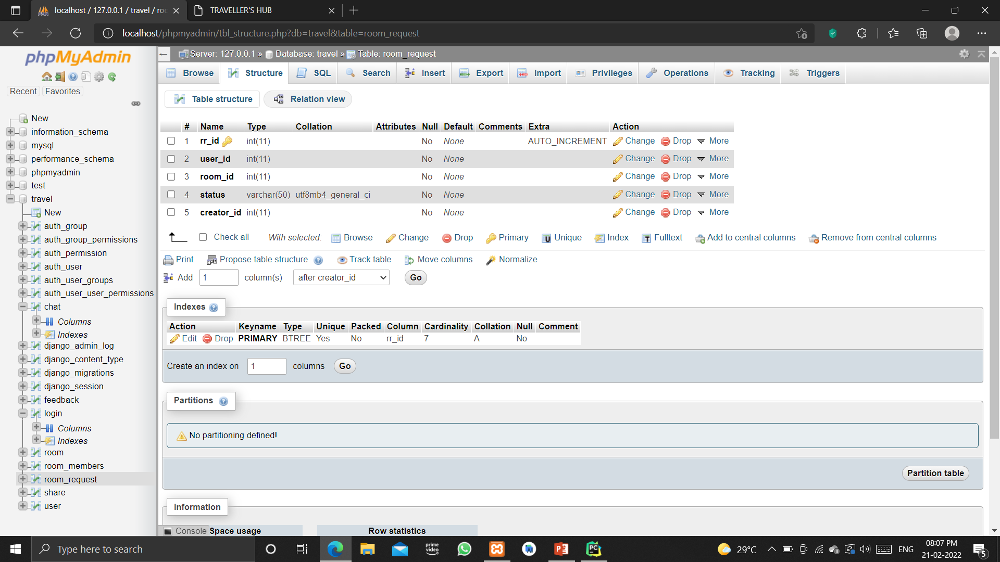 localhost / 127.0.0.1 / travel / roo
TRAVELLER'S HUB
localhost/phpmyadmin/tbl_structure.php?db=travel&table=room_request
phpMyAdmin
Recent Favorites
New
information_schema
mysql
performance_schema
phpmyadmin
test
travel
New
auth_group
auth_group_permissions
auth_permission
auth_user
auth_user_groups
auth_user_user_permissions
chat
Columns
Indexes
django_admin_log
django_content_type
django_migrations
django_session
feedback
login
Columns
Indexes
room
room_members
room_request
share
user
Server: 127.0.0.1 » Database: travel » Table: room_request
Browse Structure SQL Search Insert Export Import Privileges Operations Tracking Triggers
Table structure Relation view
# Name Type Collation Attributes Null Default Comments Extra Action
1 rr_id int(11) No None AUTO_INCREMENT Change Drop More
2 user_id int(11) No None Change Drop More
3 room_id int(11) No None Change Drop More
4 status varchar(50) utf8mb4_general_ci No None Change Drop More
5 creator_id int(11) No None Change Drop More
Check all With selected: Browse Change Drop Primary Unique Index Fulltext Add to central columns Remove from central columns
Print Propose table structure Track table Move columns Normalize
Add 1 column(s) after creator_id Go
Indexes
Action Keyname Type Unique Packed Column Cardinality Collation Null Comment
Edit Drop PRIMARY BTREE Yes No rr_id 7 A No
Create an index on 1 columns Go
Partitions
No partitioning defined!
Partition table
Information
Console Space usage Row statistics
Type here to search
prime video
29°C
ENG
08:07 PM
21-02-2022
5